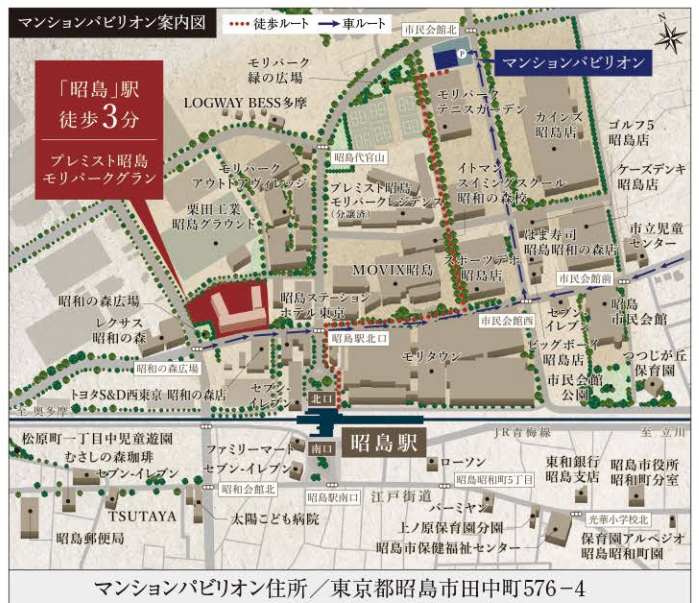 マンションパビリオン案内図
徒歩ルート
車ルート
市民会館北
N
P
マンションパビリオン
モリパーク
緑の広場
LOGWAY BESS多摩
モリパーク
テニスガーデン
カインズ
昭島店
ゴルフ5
昭島店
「昭島」駅
徒歩3分
プレミスト昭島
モリパークグラン
昭島代官山
モリパーク
アウトドアヴィレッジ
イトマン
スイミングスクール
昭和の森校
ケーズデンキ
昭島店
栗田工業
昭島グラウンド
プレミスト昭島
モリパークレジデンス
(分譲済)
はま寿司
昭島昭和の森店
市立児童
センター
MOVIX昭島
スポーツデポ
昭島店
市民会館前
昭和の森広場
レクサス
昭和の森
昭島ステーション
ホテル東京
昭島駅北口
市民会館西
セブン-
イレブン
昭島
市民会館
昭和の森広場
モリタウン
ビッグボーイ
昭島店
つつじが丘
保育園
トヨタS&D西東京 昭和の森店
セブン-
イレブン
北口
市民会館
公園
至 奥多摩
昭島駅
JR青梅線
至 立川
松原町一丁目中児童遊園
むさしの森珈琲
セブン-イレブン
ファミリーマート
セブン-イレブン
南口
ローソン
東和銀行
昭島支店
昭島市役所
昭和町分室
昭和会館北
昭島駅南口
江戸街道
昭島昭和町5丁目
TSUTAYA
太陽こども病院
バーミヤン
光華小学校北
昭島郵便局
上ノ原保育園分園
昭島市保健福祉センター
保育園アルペジオ
昭島昭和町園
マンションパビリオン住所/東京都昭島市田中町576-4